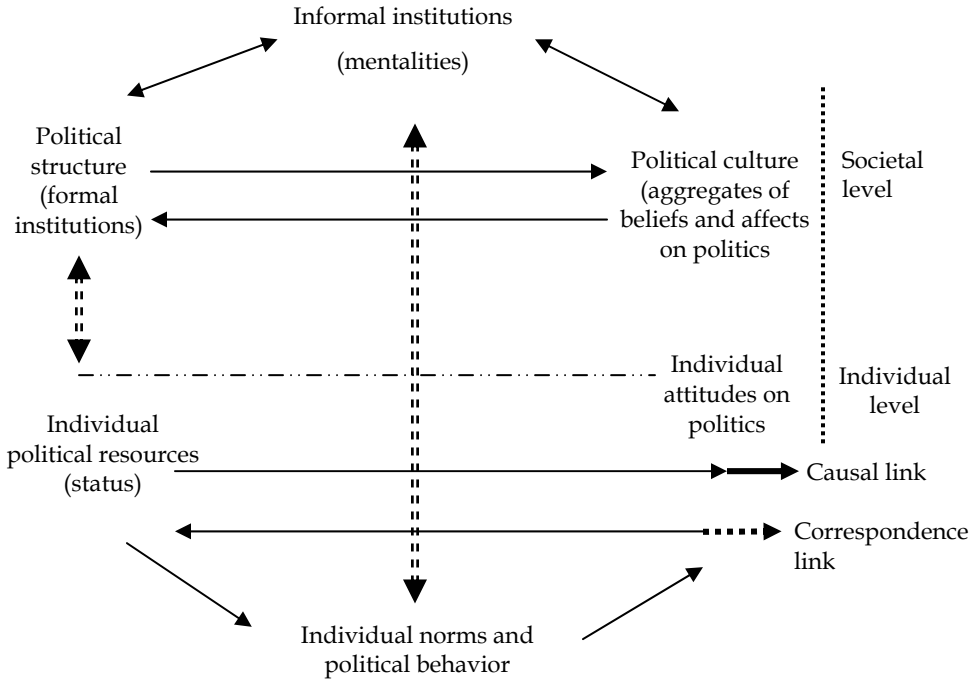 Informal institutions
(mentalities)
Political
structure
(formal
institutions)
Political culture
(aggregates of
beliefs and affects
on politics
Societal
level
Individual
attitudes on
politics
Individual
level
Individual
political resources
(status)
Causal link
Correspondence
link
Individual norms and
political behavior